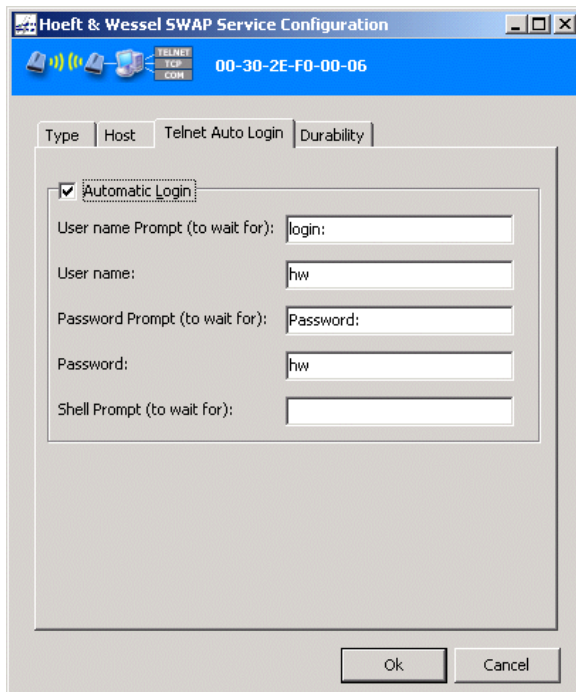 Hoeft & Wessel SWAP Service Configuration
TELNET
TCP
COM
00-30-2E-F0-00-06
Type Host Telnet Auto Login Durability
Automatic Login
User name Prompt (to wait for): login:
User name: hw
Password Prompt (to wait for): Password:
Password: hw
Shell Prompt (to wait for):
Ok Cancel